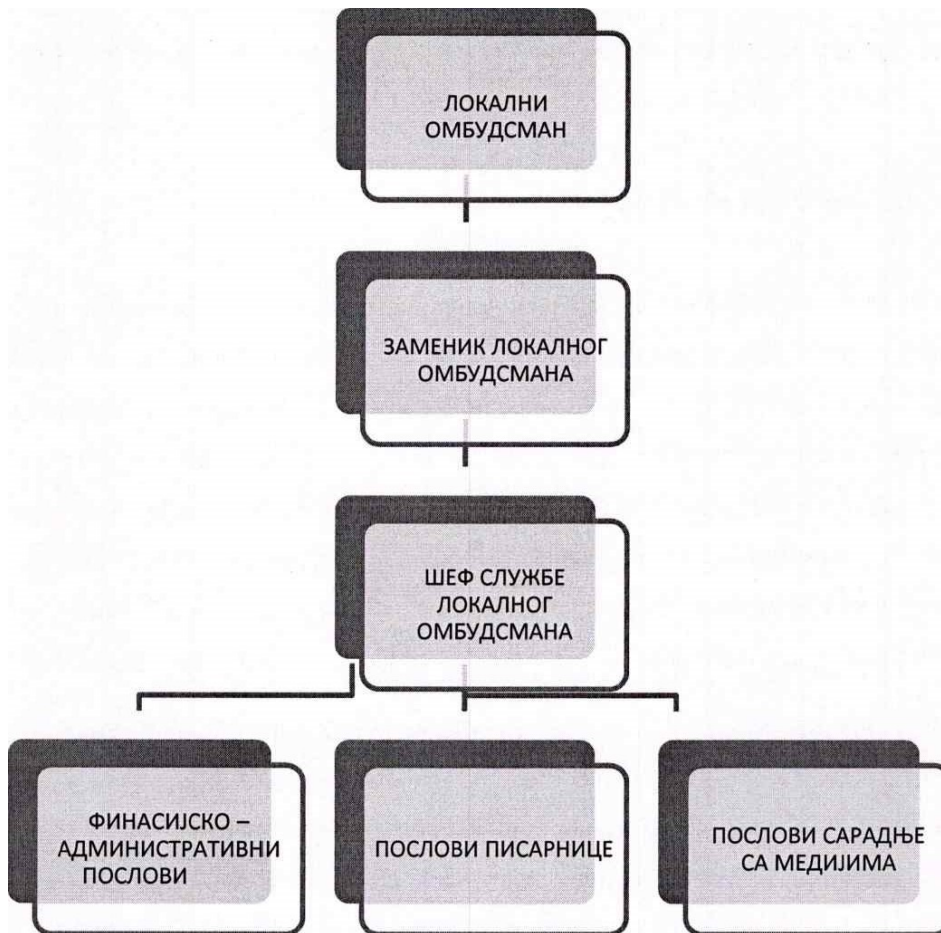 ЛОКАЛНИ
ОМБУДСМАН
ЗАМЕНИК ЛОКАЛНОГ
ОМБУДСМАНА
ШЕФ СЛУЖБЕ
ЛОКАЛНОГ
ОМБУДСМАНА
ФИНАСИЈСКО –
АДМИНИСТРАТИВНИ
ПОСЛОВИ
ПОСЛОВИ ПИСАРНИЦЕ
ПОСЛОВИ САРАДЊЕ
СА МЕДИЈИМА